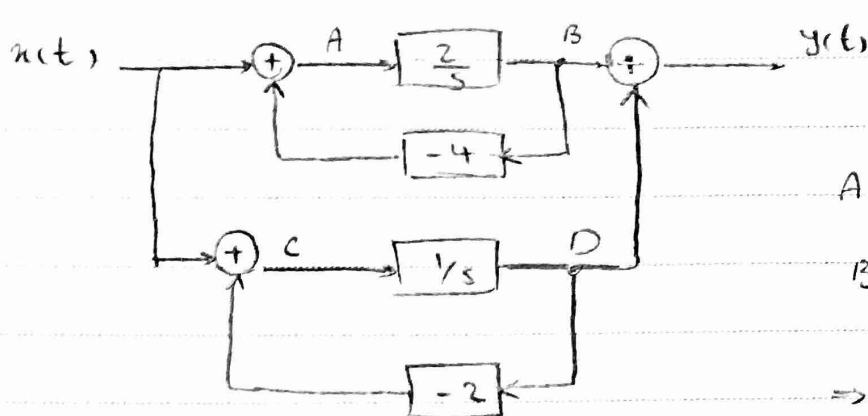 x(t) + A 2/s B + y(t)
-4
A
+ C 1/s D
B
-2
⇒